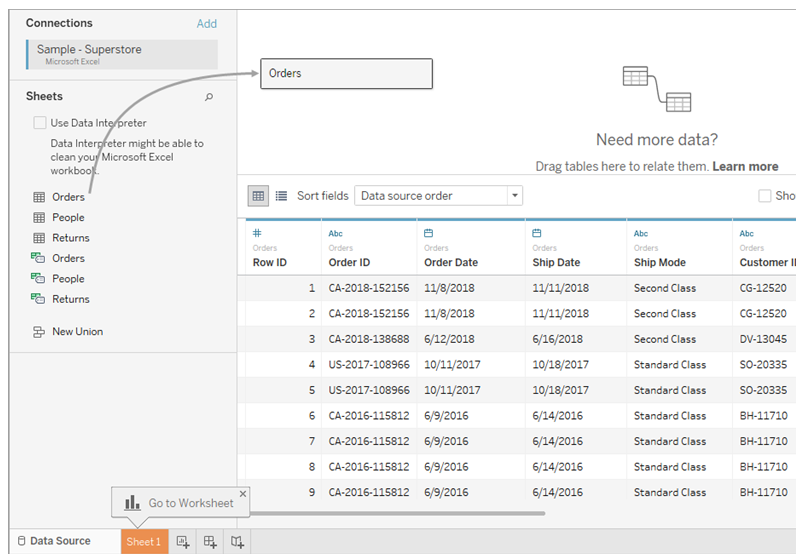 Connections Add
Sample - Superstore
Microsoft Excel
Sheets
Use Data Interpreter
Data Interpreter might be able to
clean your Microsoft Excel
workbook.
Orders
People
Returns
Orders
People
Returns
New Union
Orders
Need more data?
Drag tables here to relate them. Learn more
Sort fields Data source order Sho
# Abc Abc Abc
Orders Orders Orders Orders Orders Orders
Row ID Order ID Order Date Ship Date Ship Mode Customer I
1 CA-2018-152156 11/8/2018 11/11/2018 Second Class CG-12520
2 CA-2018-152156 11/8/2018 11/11/2018 Second Class CG-12520
3 CA-2018-138688 6/12/2018 6/16/2018 Second Class DV-13045
4 US-2017-108966 10/11/2017 10/18/2017 Standard Class SO-20335
5 US-2017-108966 10/11/2017 10/18/2017 Standard Class SO-20335
6 CA-2016-115812 6/9/2016 6/14/2016 Standard Class BH-11710
7 CA-2016-115812 6/9/2016 6/14/2016 Standard Class BH-11710
8 CA-2016-115812 6/9/2016 6/14/2016 Standard Class BH-11710
9 CA-2016-115812 6/9/2016 6/14/2016 Standard Class BH-11710
Go to Worksheet
Data Source Sheet 1